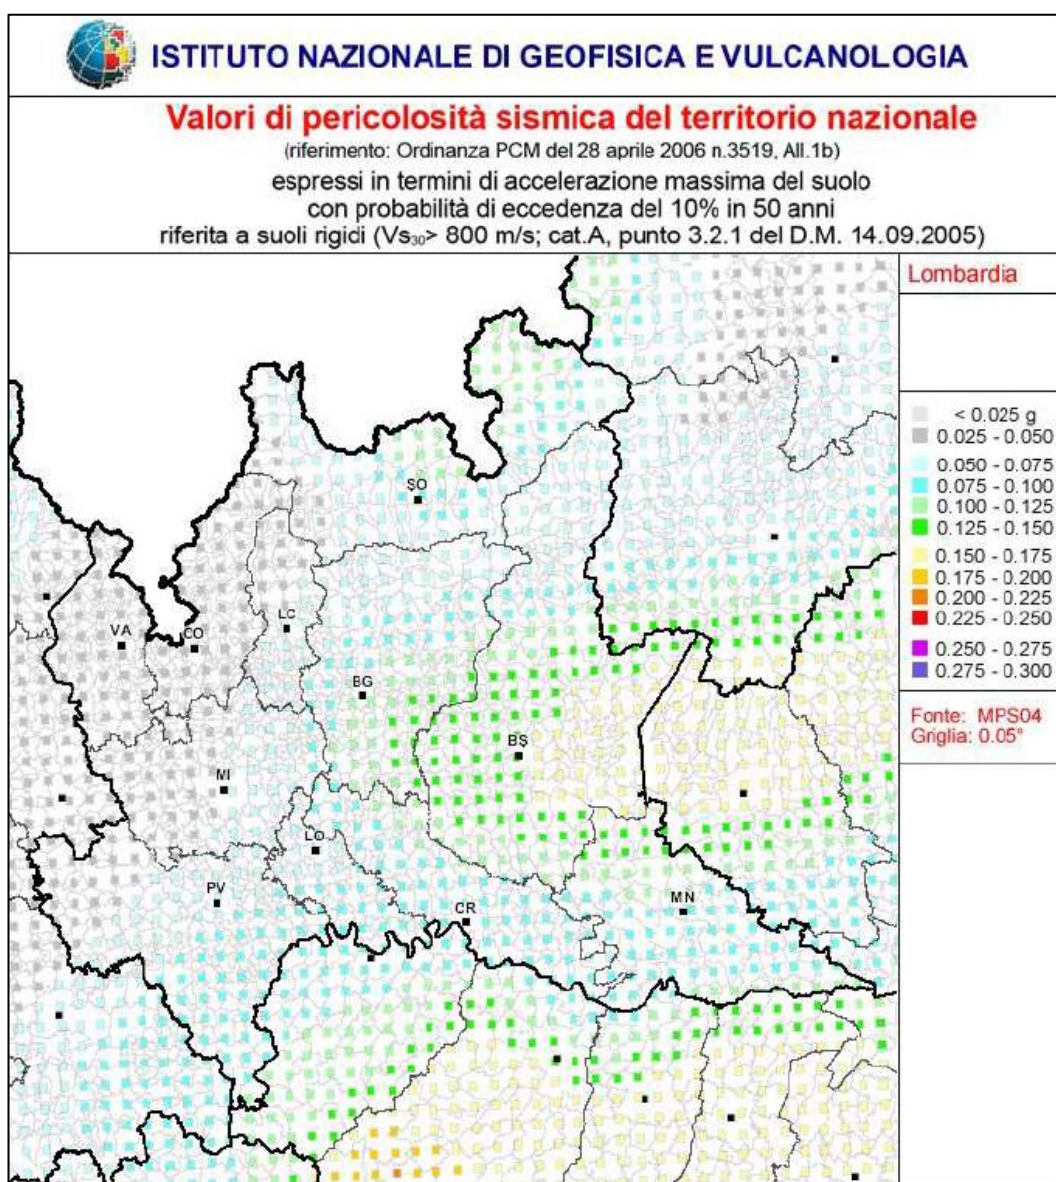 ISTITUTO NAZIONALE DI GEOFISICA E VULCANOLOGIA
Valori di pericolosità sismica del territorio nazionale
(riferimento: Ordinanza PCM del 28 aprile 2006 n.3519, All.1b)
espressi in termini di accelerazione massima del suolo
con probabilità di eccedenza del 10% in 50 anni
riferita a suoli rigidi (Vs30> 800 m/s; cat.A, punto 3.2.1 del D.M. 14.09.2005)
Lombardia
< 0.025 g
0.025 - 0.050
0.050 - 0.075
0.075 - 0.100
0.100 - 0.125
0.125 - 0.150
0.150 - 0.175
0.175 - 0.200
0.200 - 0.225
0.225 - 0.250
0.250 - 0.275
0.275 - 0.300
Fonte: MPS04
Griglia: 0.05°
SO
LC
VA
CO
BG
BS
MI
LO
PV
CR
MN